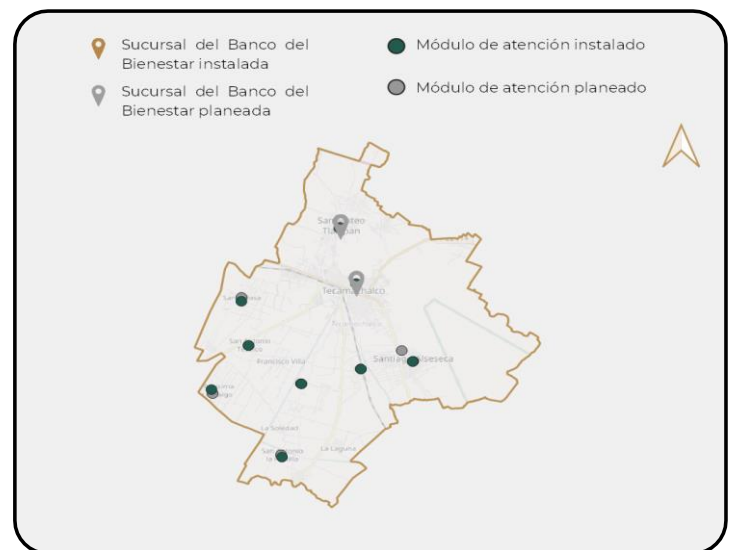 Sucursal del Banco del
Bienestar instalada
Sucursal del Banco del
Bienestar planeada
Módulo de atención instalado
Módulo de atención planeado
Tecamachalco
Francisco Villa
La Soledad
La Laguna